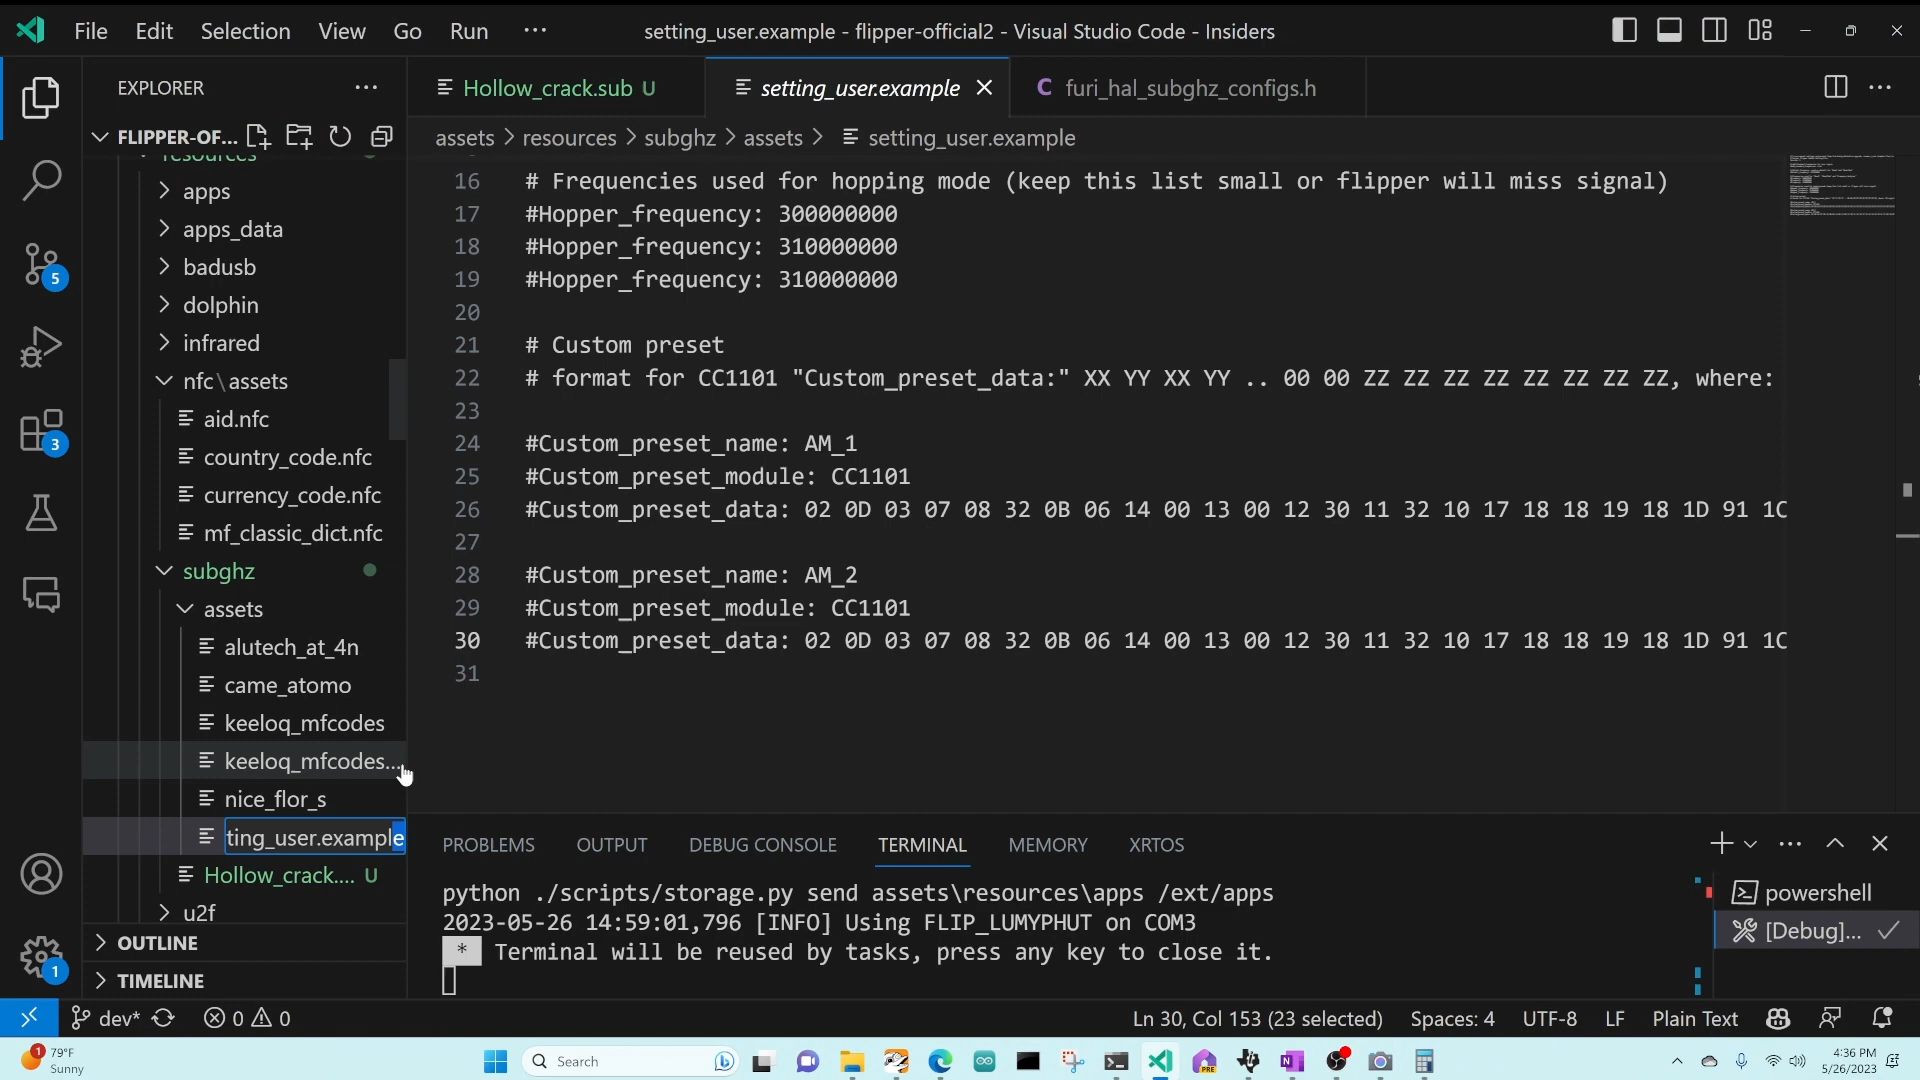 File Edit Selection View Go Run ... setting_user.example - flipper-official2 - Visual Studio Code - Insiders
EXPLORER ...
Hollow_crack.sub U setting_user.example C furi_hal_subghz_configs.h ...
FLIPPER-OF...
assets > resources > subghz > assets > setting_user.example
resources
apps
apps_data
badusb
dolphin
infrared
nfc\assets
aid.nfc
country_code.nfc
currency_code.nfc
mf_classic_dict.nfc
subghz
assets
alutech_at_4n
came_atomo
keeloq_mfcodes
keeloq_mfcodes...
nice_flor_s
ting_user.example
Hollow_crack.... U
u2f
OUTLINE
TIMELINE
5
3
1
16 # Frequencies used for hopping mode (keep this list small or flipper will miss signal)
17 #Hopper_frequency: 300000000
18 #Hopper_frequency: 310000000
19 #Hopper_frequency: 310000000
20
21 # Custom preset
22 # format for CC1101 "Custom_preset_data:" XX YY XX YY .. 00 00 ZZ ZZ ZZ ZZ ZZ ZZ ZZ ZZ, where:
23
24 #Custom_preset_name: AM_1
25 #Custom_preset_module: CC1101
26 #Custom_preset_data: 02 0D 03 07 08 32 0B 06 14 00 13 00 12 30 11 32 10 17 18 18 19 18 1D 91 1C
27
28 #Custom_preset_name: AM_2
29 #Custom_preset_module: CC1101
30 #Custom_preset_data: 02 0D 03 07 08 32 0B 06 14 00 13 00 12 30 11 32 10 17 18 18 19 18 1D 91 1C
31
PROBLEMS OUTPUT DEBUG CONSOLE TERMINAL MEMORY XRTOS
python ./scripts/storage.py send assets\resources\apps /ext/apps
2023-05-26 14:59:01,796 [INFO] Using FLIP_LUMYPHUT on COM3
* Terminal will be reused by tasks, press any key to close it.
powershell
[Debug]...
dev* 0 0 Ln 30, Col 153 (23 selected) Spaces: 4 UTF-8 LF Plain Text
1 79°F
Sunny
Search
PRE
4:36 PM
5/26/2023